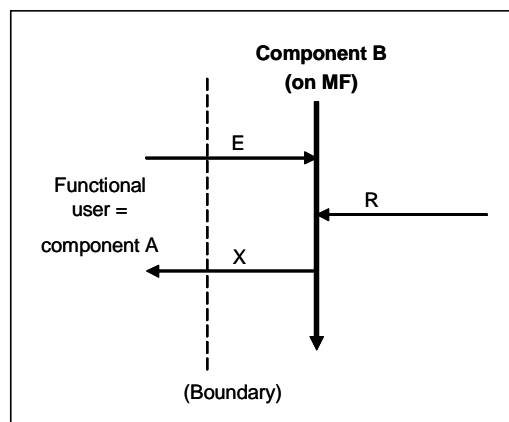 Component B
(on MF)
E
Functional
user =
component A
R
X
(Boundary)